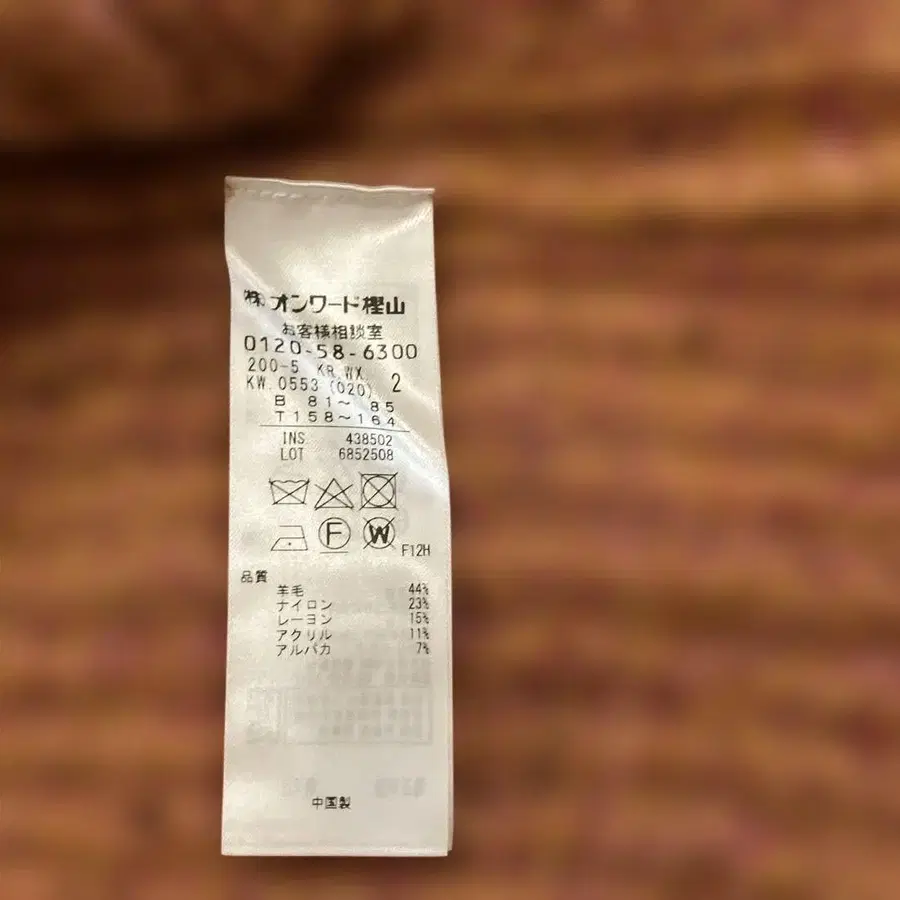 ㈱オンワード樫山
お客様相談室
0120-58-6300
200-5 KR.WX.
KW.0553 (020) 2
B 81〜 85
T158〜164
INS 438502
LOT 6852508
F
W
F12H
品質
羊毛 44%
ナイロン 23%
レーヨン 15%
アクリル 11%
アルパカ 7%
中国製